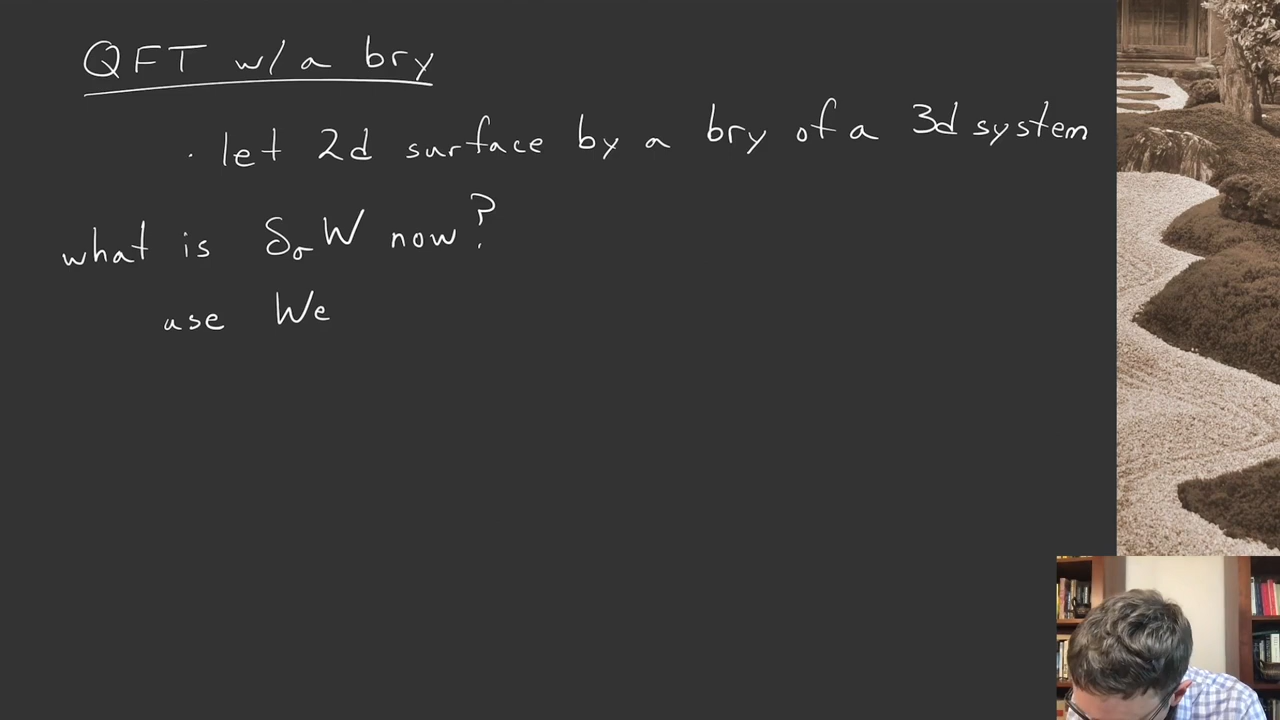 QFT w/ a bry
· let 2d surface by a bry of a 3d system
what is δσW now?
use We